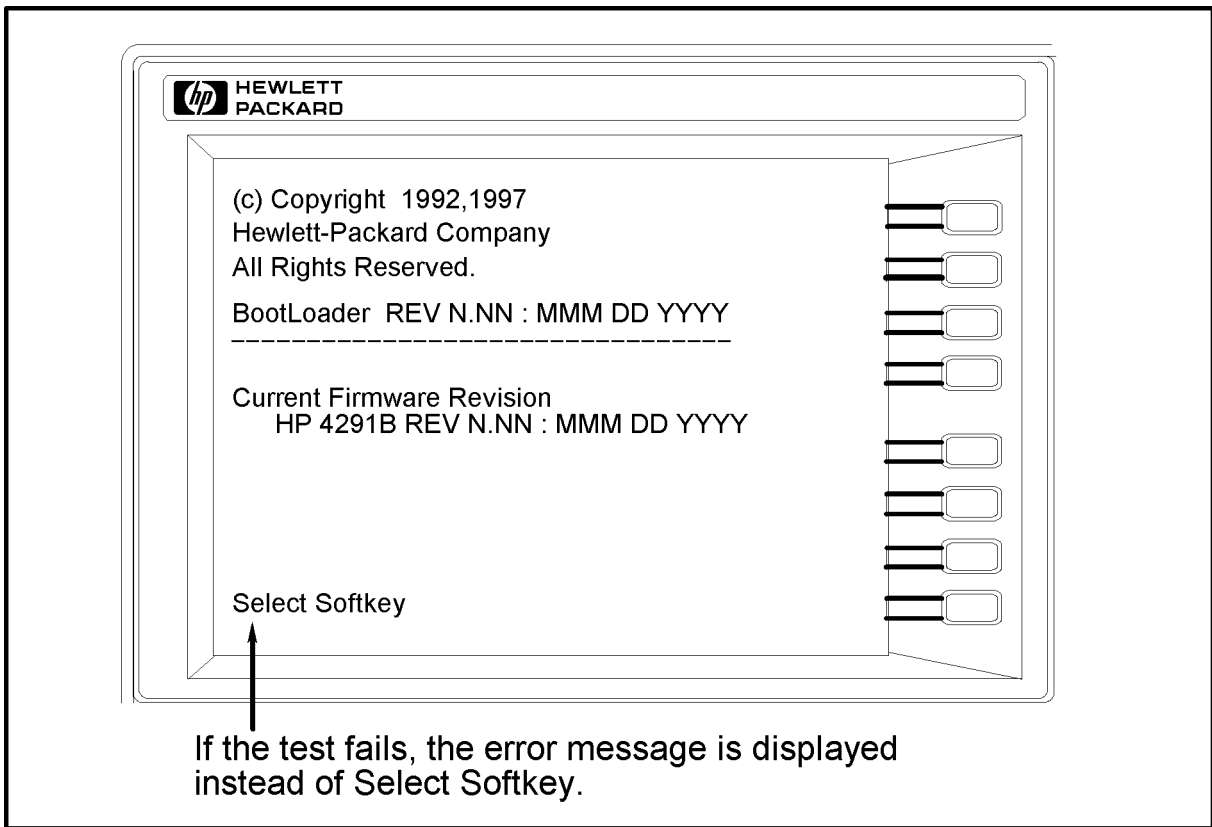 hp HEWLETT
PACKARD
(c) Copyright 1992,1997
Hewlett-Packard Company
All Rights Reserved.
BootLoader REV N.NN : MMM DD YYYY
---------------------------------
Current Firmware Revision
HP 4291B REV N.NN : MMM DD YYYY
Select Softkey
If the test fails, the error message is displayed
instead of Select Softkey.